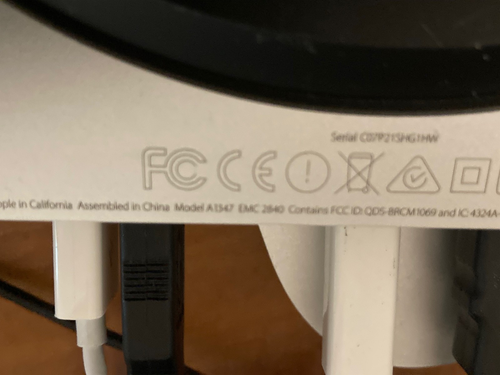 Serial C07P215HG1HW
FC CE
ple in California Assembled in China Model A1347 EMC 2840 Contains FCC ID: QDS-BRCM1069 and IC: 4324A-